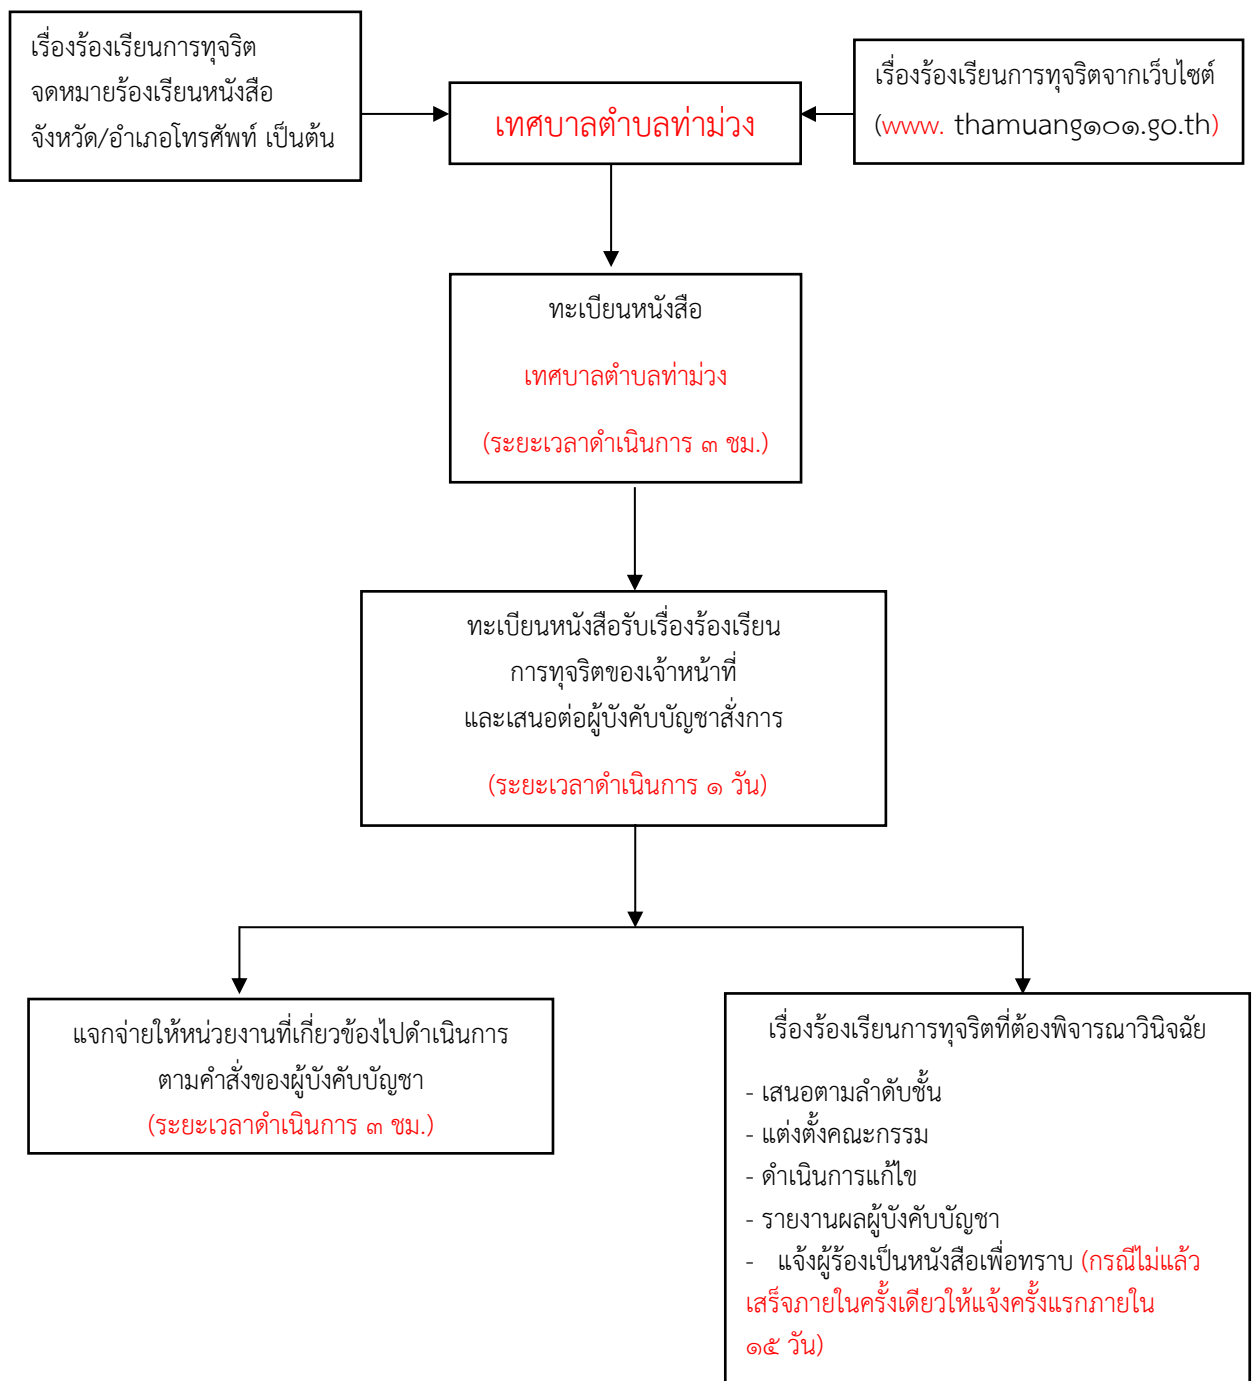 เรื่องร้องเรียนการทุจริต
จดหมายร้องเรียนหนังสือ
จังหวัด/อำเภอโทรศัพท์ เป็นต้น
เทศบาลตำบลท่าม่วง
เรื่องร้องเรียนการทุจริตจากเว็บไซต์
(www. thamuang๑๐๑.go.th)
ทะเบียนหนังสือ
เทศบาลตำบลท่าม่วง
(ระยะเวลาดำเนินการ ๓ ชม.)
ทะเบียนหนังสือรับเรื่องร้องเรียน
การทุจริตของเจ้าหน้าที่
และเสนอต่อผู้บังคับบัญชาสั่งการ
(ระยะเวลาดำเนินการ ๑ วัน)
แจกจ่ายให้หน่วยงานที่เกี่ยวข้องไปดำเนินการ
ตามคำสั่งของผู้บังคับบัญชา
(ระยะเวลาดำเนินการ ๓ ชม.)
เรื่องร้องเรียนการทุจริตที่ต้องพิจารณาวินิจฉัย
- เสนอตามลำดับชั้น
- แต่งตั้งคณะกรรม
- ดำเนินการแก้ไข
- รายงานผลผู้บังคับบัญชา
- แจ้งผู้ร้องเป็นหนังสือเพื่อทราบ (กรณีไม่แล้ว
เสร็จภายในครั้งเดียวให้แจ้งครั้งแรกภายใน
๑๕ วัน)